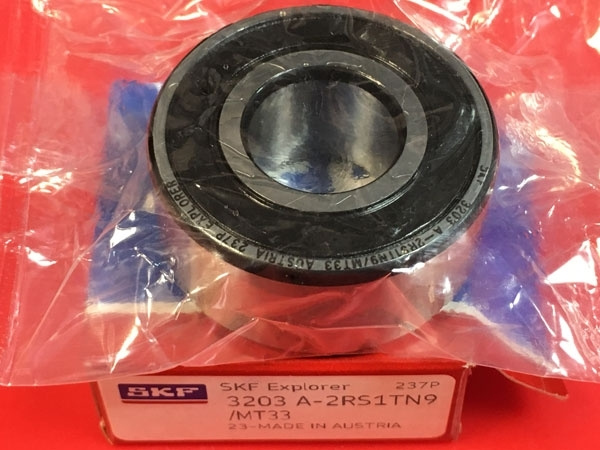 3203 A-2RS1TN9/MT33 AUSTRIA 237P EXPLORER
SKF SKF Explorer 237P
3203 A-2RS1TN9
/MT33
23-MADE IN AUSTRIA